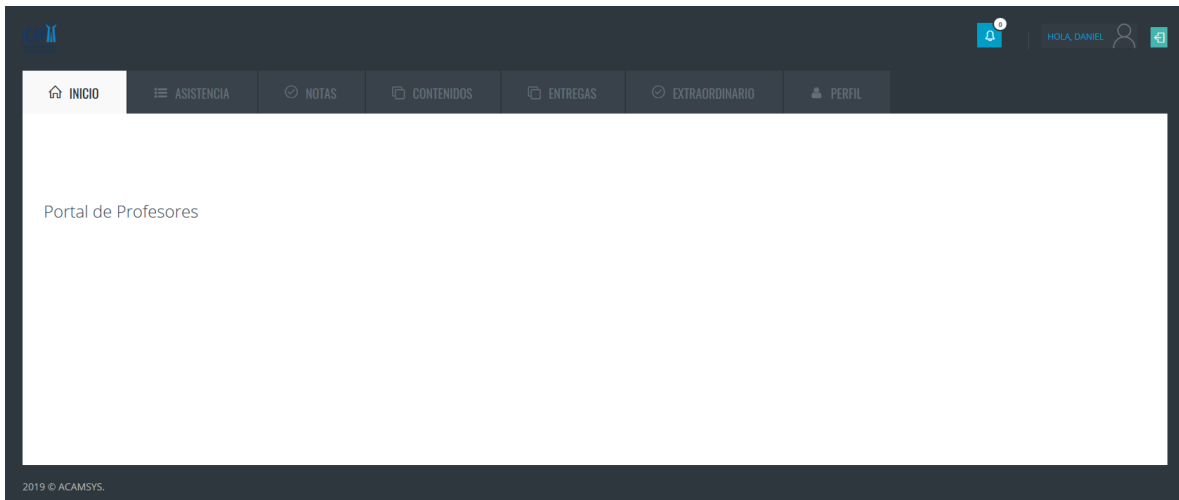 0
HOLA, DANIEL
INICIO
ASISTENCIA
NOTAS
CONTENIDOS
ENTREGAS
EXTRAORDINARIO
PERFIL
Portal de Profesores
2019 © ACAMSYS.